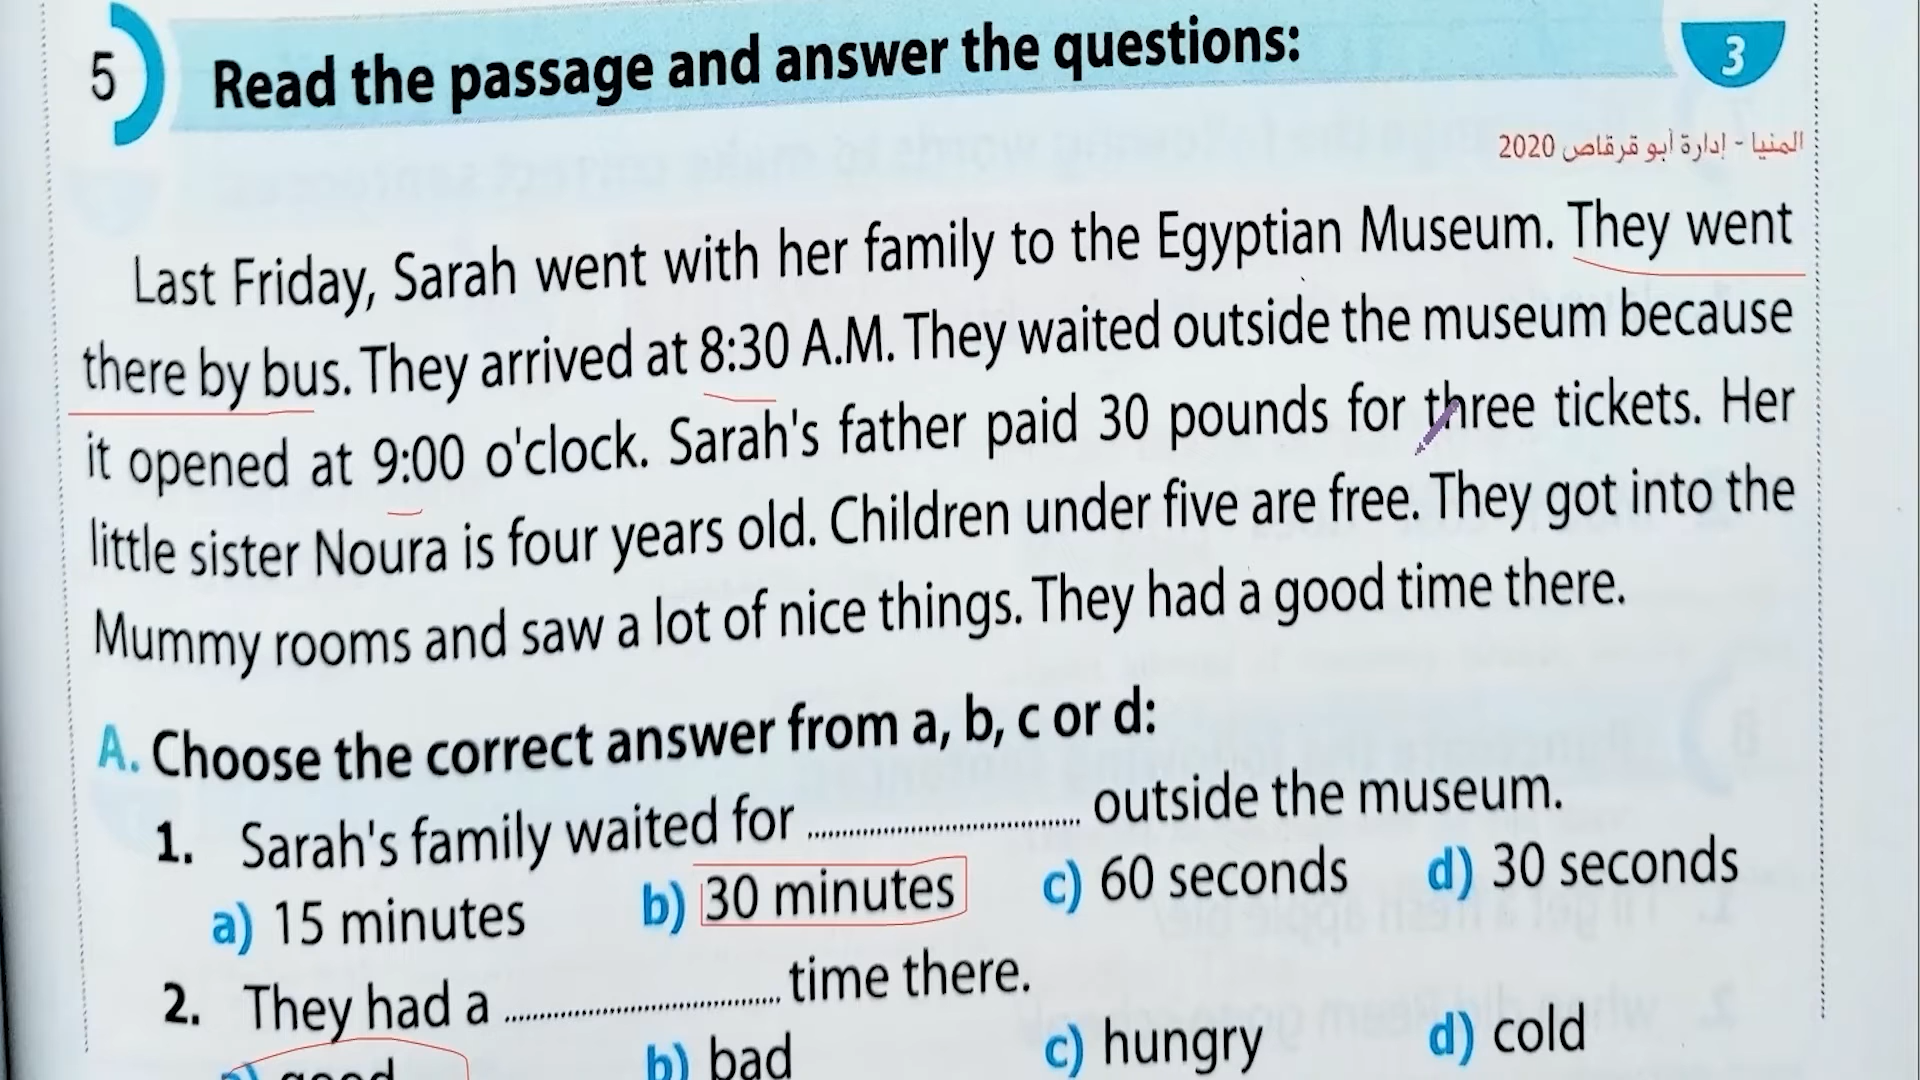 5 Read the passage and answer the questions: 3
المنيا - إدارة أبو قرقاص 2020
Last Friday, Sarah went with her family to the Egyptian Museum. They went
there by bus. They arrived at 8:30 A.M. They waited outside the museum because
it opened at 9:00 o'clock. Sarah's father paid 30 pounds for three tickets. Her
little sister Noura is four years old. Children under five are free. They got into the
Mummy rooms and saw a lot of nice things. They had a good time there.
A. Choose the correct answer from a, b, c or d:
1. Sarah's family waited for ........................ outside the museum.
a) 15 minutes b) 30 minutes c) 60 seconds d) 30 seconds
2. They had a ........................ time there.
a) good b) bad c) hungry d) cold